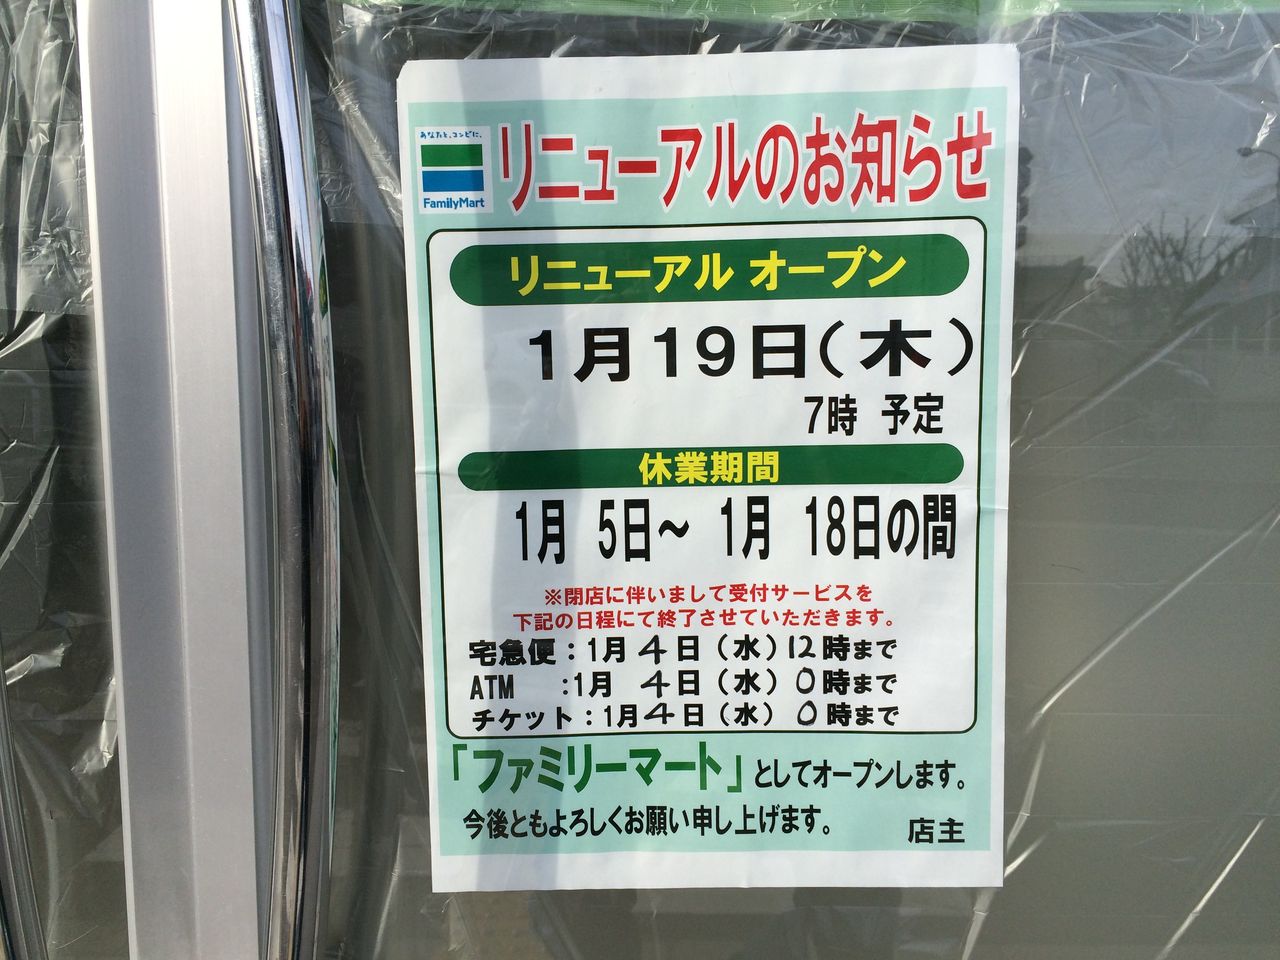 あなたと、コンビに、
FamilyMart
リニューアルのお知らせ
リニューアル オープン
1月19日(木)
7時 予定
休業期間
1月 5日～ 1月 18日の間
※閉店に伴いまして受付サービスを
下記の日程にて終了させていただきます。
宅急便：1月 4日（水）12時まで
ATM :1月 4日（水）0時まで
チケット：1月4日（水）0時まで
「ファミリーマート」としてオープンします。
今後ともよろしくお願い申し上げます。
店主